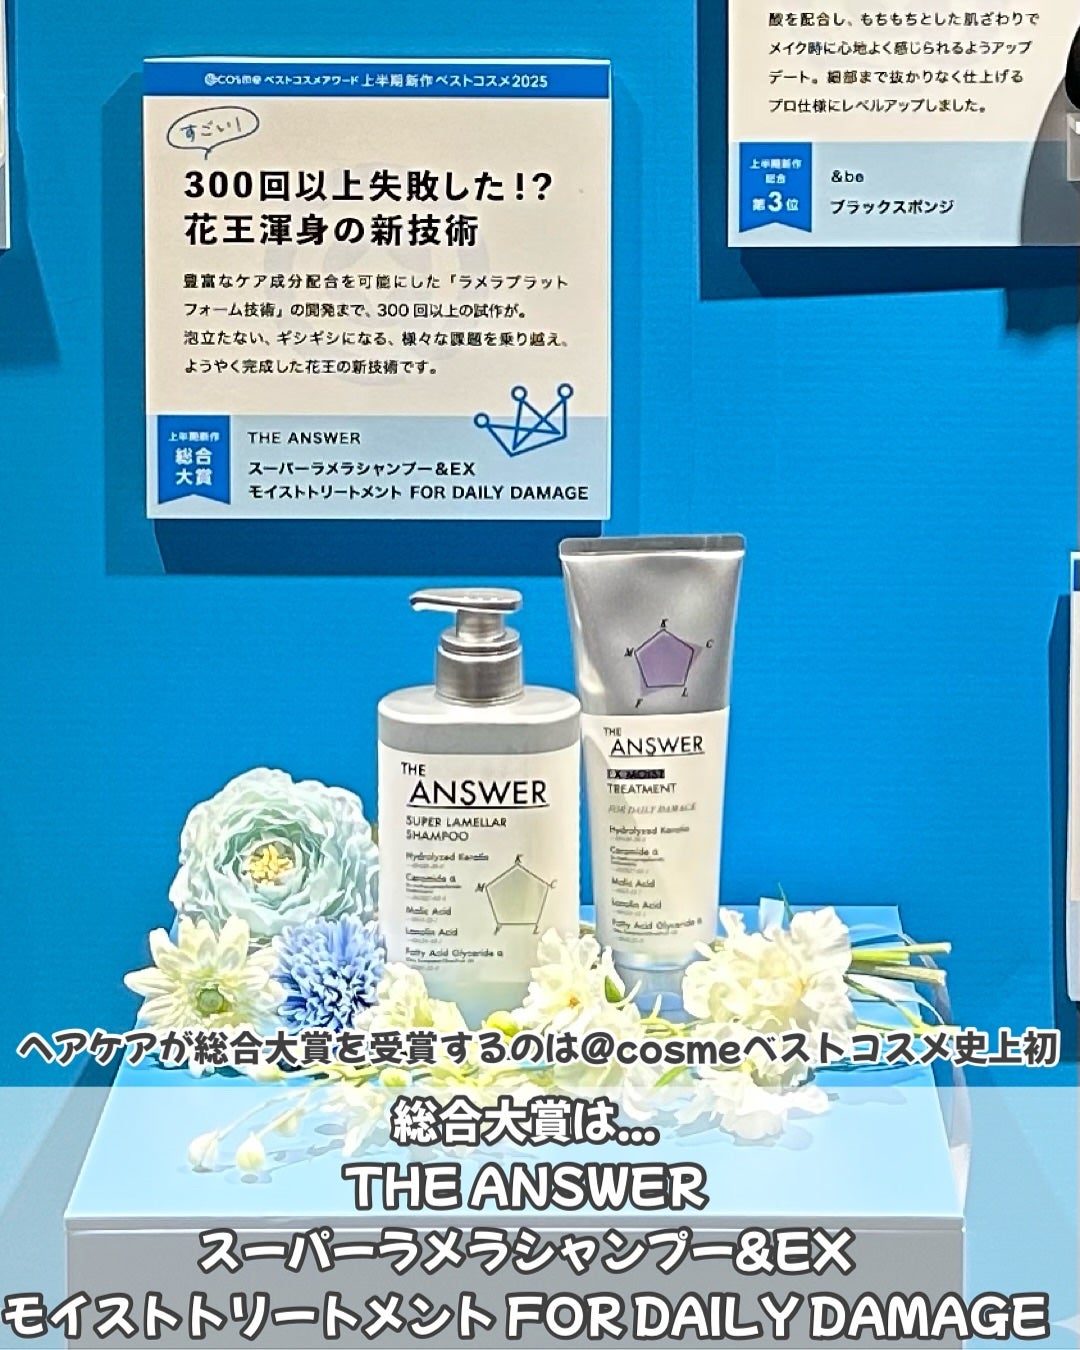 @cosme ベストコスメアワード 上半期新作ベストコスメ2025
すごい!
300回以上失敗した!?
花王渾身の新技術
豊富なケア成分配合を可能にした「ラメラプラット
フォーム技術」の開発まで、300回以上の試作が。
泡立たない、ギシギシになる、様々な課題を乗り越え、
ようやく完成した花王の新技術です。
上半期新作
総合
大賞
THE ANSWER
スーパーラメラシャンプー&EX
モイストトリートメント FOR DAILY DAMAGE
酸を配合し、もちもちとした肌ざわりで
メイク時に心地よく感じられるようアップ
デート。細部まで抜かりなく仕上げる
プロ仕様にレベルアップしました。
上半期新作
総合
第3位
&be
ブラックスポンジ
THE
ANSWER
SUPER LAMELLAR
SHAMPOO
Hydrolyzed Keratin
Ceramide α
Malic Acid
Lanolin Acid
Fatty Acid Glyceride α
K
M
C
F
L
K
M
C
F
L
THE
ANSWER
EX MOIST
TREATMENT
FOR DAILY DAMAGE
Hydrolyzed Keratin
Ceramide α
Malic Acid
Lanolin Acid
Fatty Acid Glyceride α
ヘアケアが総合大賞を受賞するのは@cosmeベストコスメ史上初
総合大賞は...
THE ANSWER
スーパーラメラシャンプー&EX
モイストトリートメント FOR DAILY DAMAGE